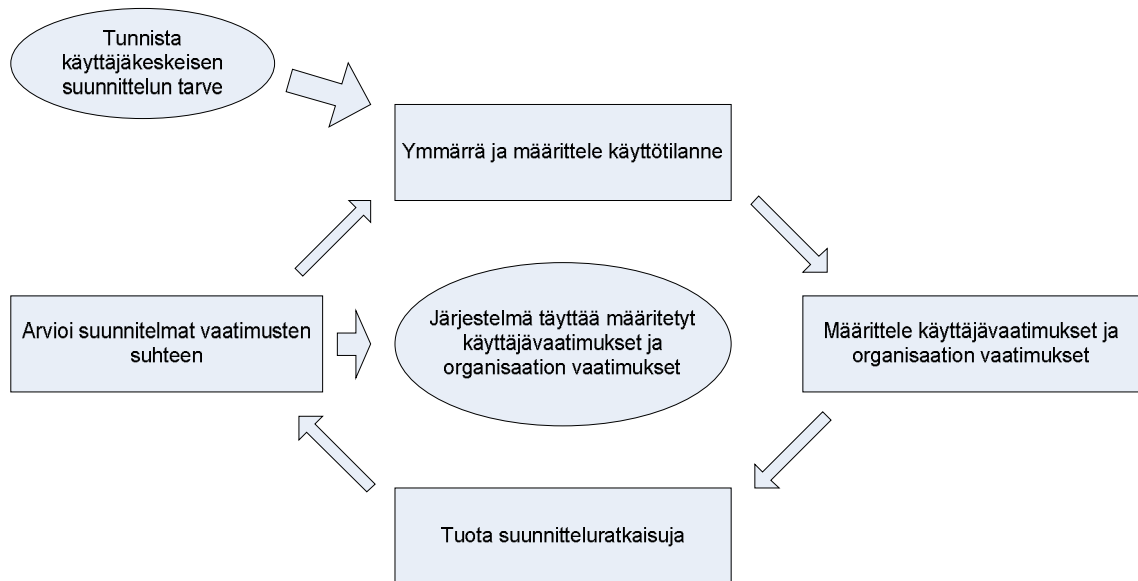 Tunnista
käyttäjäkeskeisen
suunnittelun tarve
Ymmärrä ja määrittele käyttötilanne
Arvioi suunnitelmat vaatimusten
suhteen
Järjestelmä täyttää määritetyt
käyttäjävaatimukset ja
organisaation vaatimukset
Määrittele käyttäjävaatimukset ja
organisaation vaatimukset
Tuota suunnitteluratkaisuja